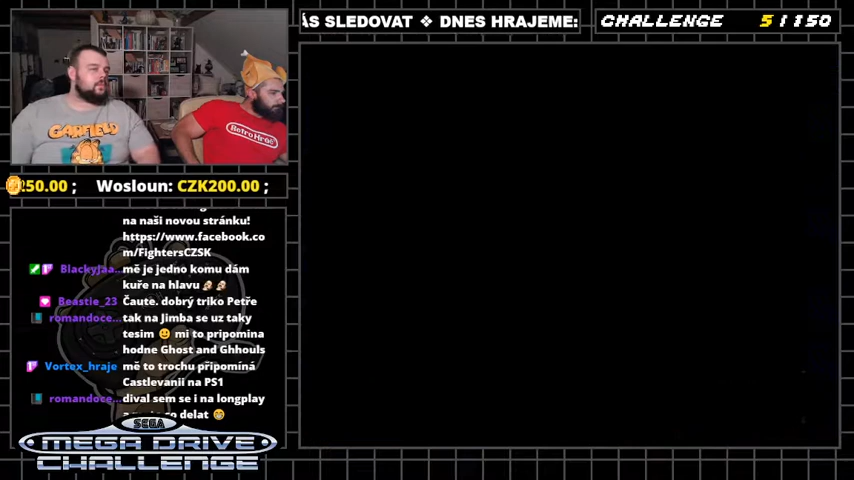 ÁS SLEDOVAT ❖ DNES HRAJEME:
CHALLENGE 5/150
GARFIELD
RetroHráč
250.00 ; Wosloun: CZK200.00 ;
na naši novou stránku!
https://www.facebook.co
m/FightersCZSK
BlackyJaa... mě je jedno komu dám
kuře na hlavu
Beastie_23 Čaute. dobrý triko Petře
romandoce... tak na Jimba se uz taky
tesim 😃 mi to pripomina
hodne Ghost and Ghhouls
Vortex_hraje mě to trochu připomíná
Castlevanii na PS1
romandoce... dival sem se i na longplay
delat 😁
SEGA
MEGA DRIVE
CHALLENGE